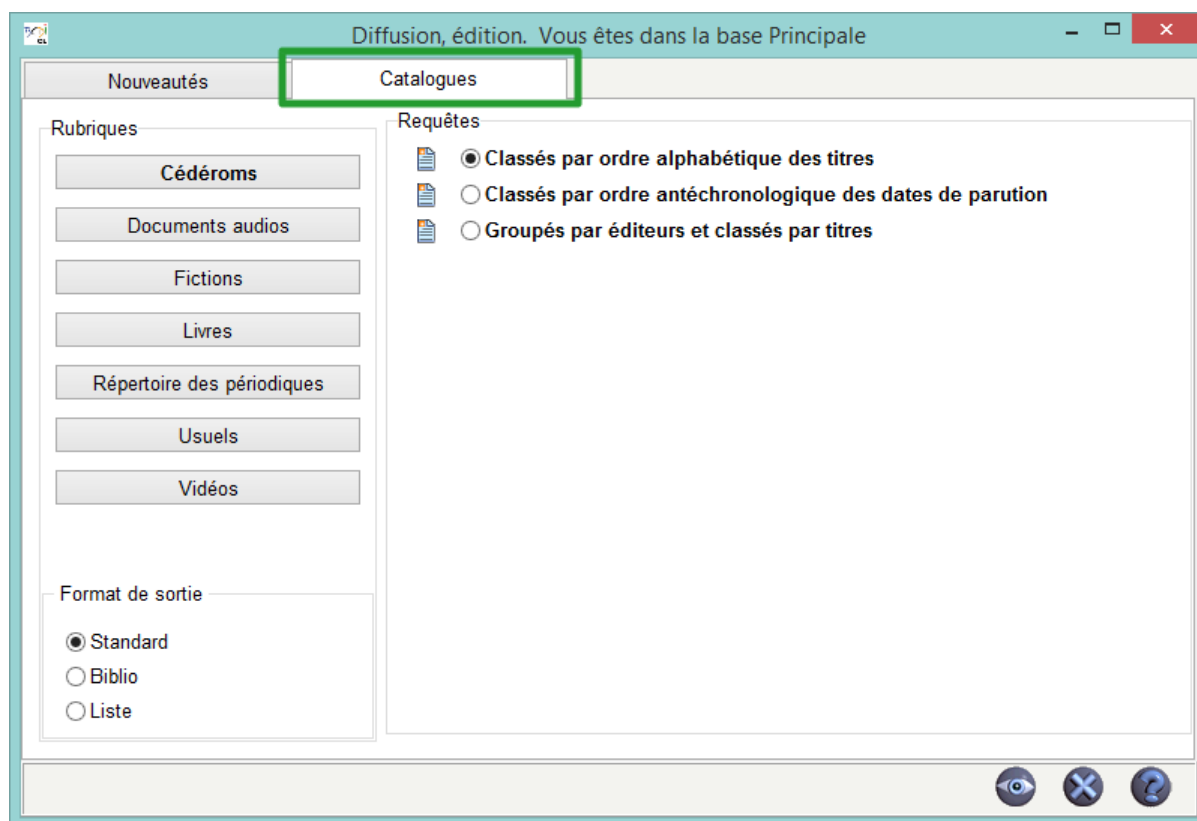 Diffusion, édition. Vous êtes dans la base Principale
Nouveautés
Catalogues
Rubriques
Cédéroms
Documents audios
Fictions
Livres
Répertoire des périodiques
Usuels
Vidéos
Format de sortie
Standard
Biblio
Liste
Requêtes
Classés par ordre alphabétique des titres
Classés par ordre antéchronologique des dates de parution
Groupés par éditeurs et classés par titres